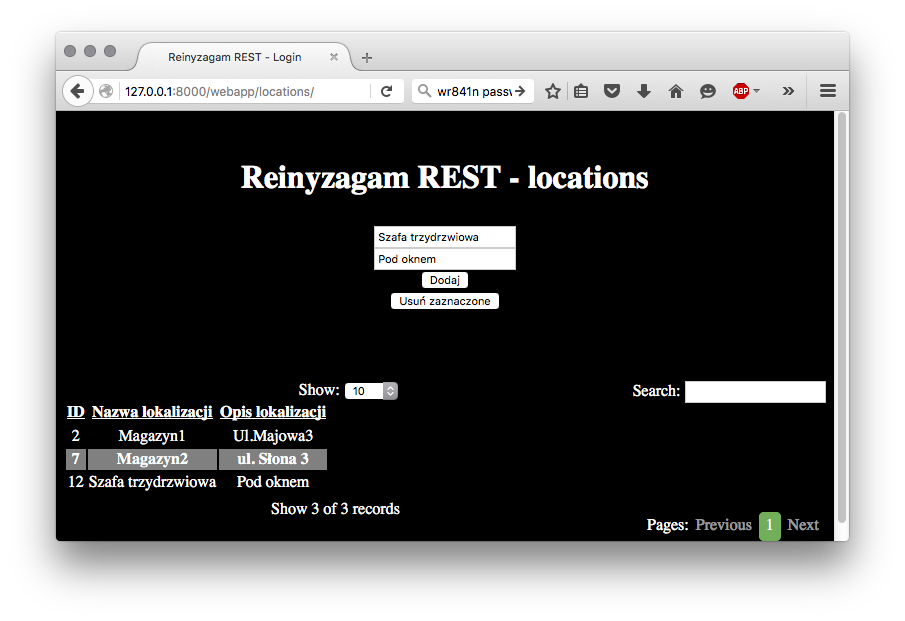 Reinyzagam REST - Login
127.0.0.1:8000/webapp/locations/
wr841n passw
ABP
Reinyzagam REST - locations
Szafa trzydrzwiowa
Pod oknem
Dodaj
Usuń zaznaczone
Show: 10 Search:
ID Nazwa lokalizacji Opis lokalizacji
2 Magazyn1 Ul.Majowa3
7 Magazyn2 ul. Słona 3
12 Szafa trzydrzwiowa Pod oknem
Show 3 of 3 records
Pages: Previous 1 Next